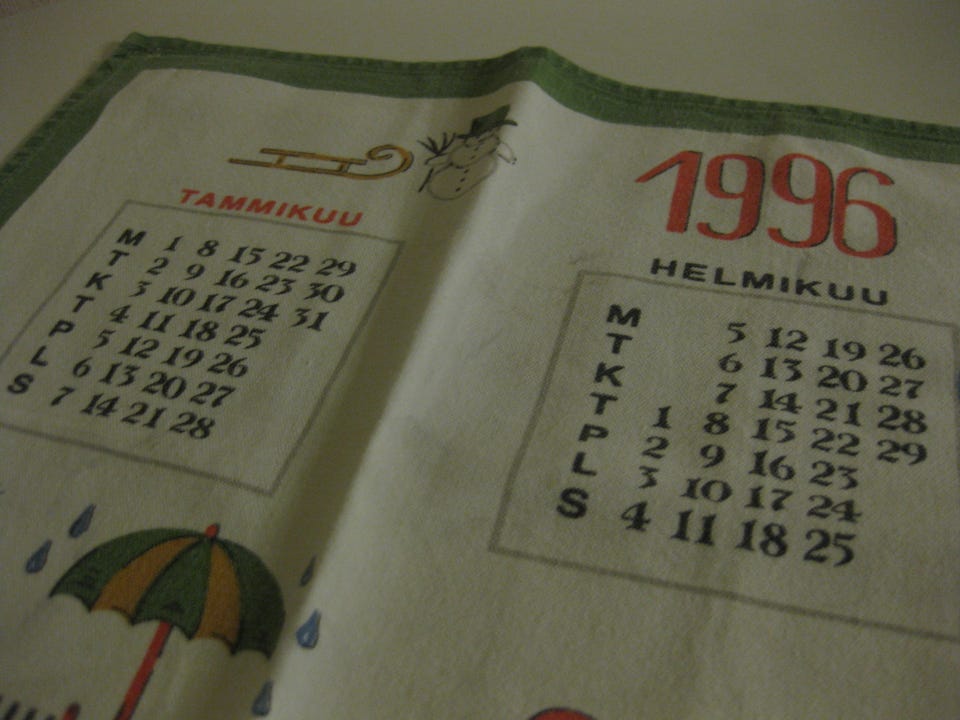 1996
TAMMIKUU
M 1 8 15 22 29
T 2 9 16 23 30
K 3 10 17 24 31
T 4 11 18 25
P 5 12 19 26
L 6 13 20 27
S 7 14 21 28
HELMIKUU
M 5 12 19 26
T 6 13 20 27
K 7 14 21 28
T 1 8 15 22 29
P 2 9 16 23
L 3 10 17 24
S 4 11 18 25